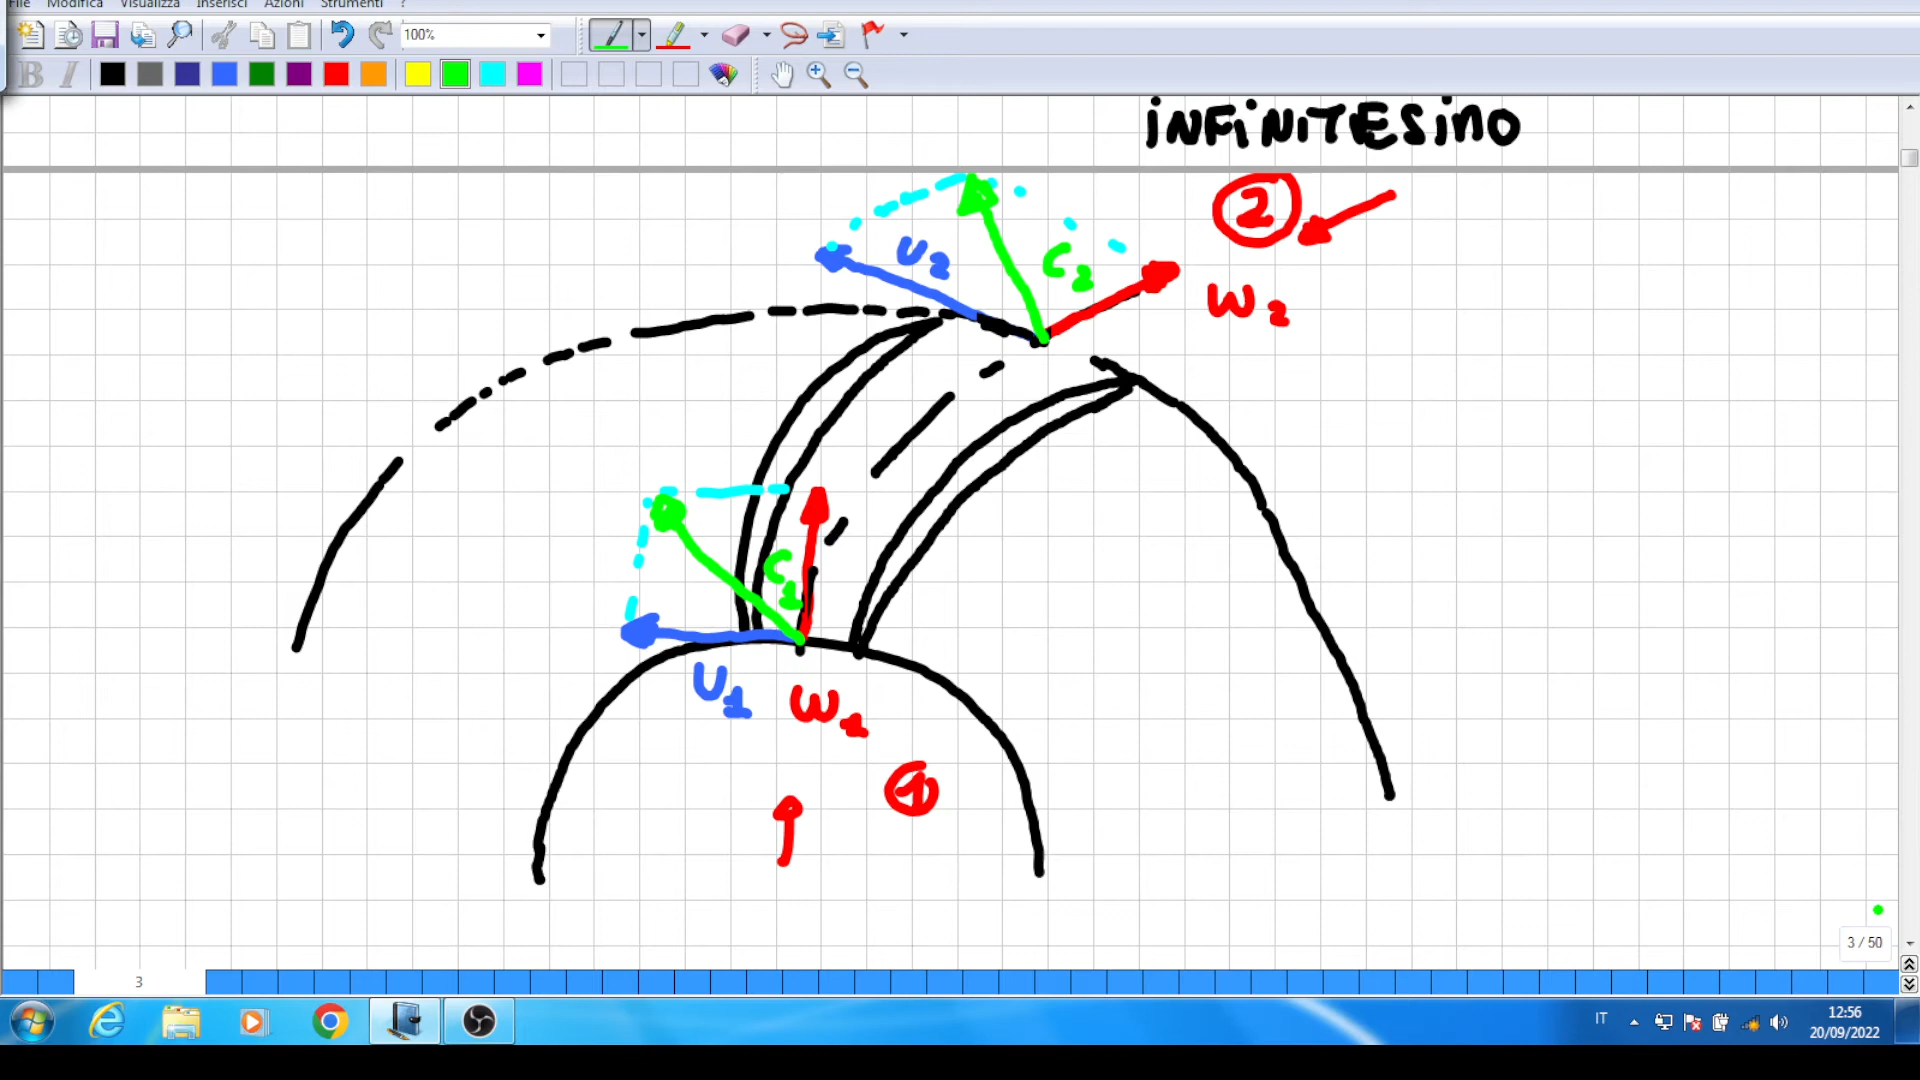 File Modifica Visualizza Inserisci Azioni Strumenti ?
100%
B I
iNFiNiTESimo
2
U2
C2
W2
C1
U1
W1
1
3 / 50
3
IT
12:56
20/09/2022